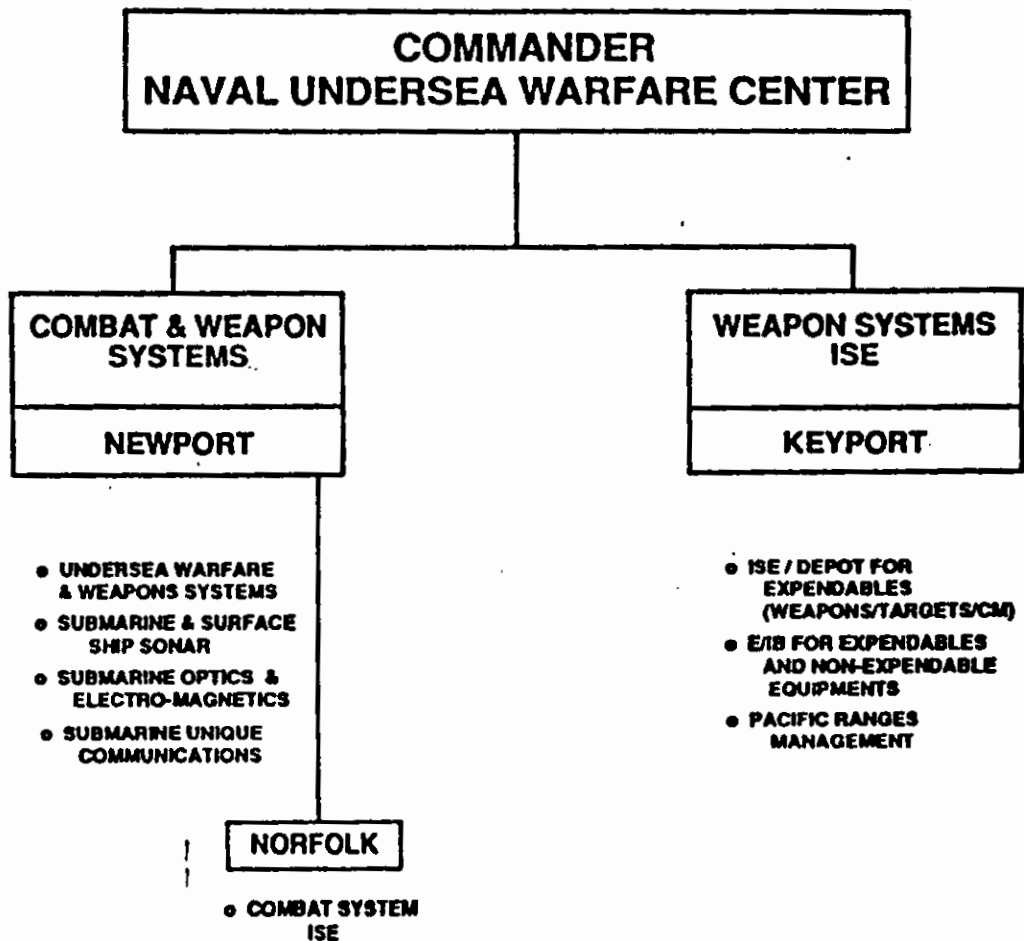 COMMANDER
NAVAL UNDERSEA WARFARE CENTER
COMBAT & WEAPON
SYSTEMS
NEWPORT
● UNDERSEA WARFARE
& WEAPONS SYSTEMS
● SUBMARINE & SURFACE
SHIP SONAR
● SUBMARINE OPTICS &
ELECTRO-MAGNETICS
● SUBMARINE UNIQUE
COMMUNICATIONS
NORFOLK
● COMBAT SYSTEM
ISE
WEAPON SYSTEMS
ISE
KEYPORT
● ISE / DEPOT FOR
EXPENDABLES
(WEAPONS/TARGETS/CM)
● E/IB FOR EXPENDABLES
AND NON-EXPENDABLE
EQUIPMENTS
● PACIFIC RANGES
MANAGEMENT